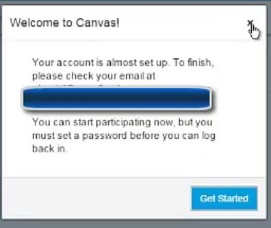 Welcome to Canvas!
Your account is almost set up. To finish,
please check your email at
You can start participating now, but you
must set a password before you can log
back in.
Get Started